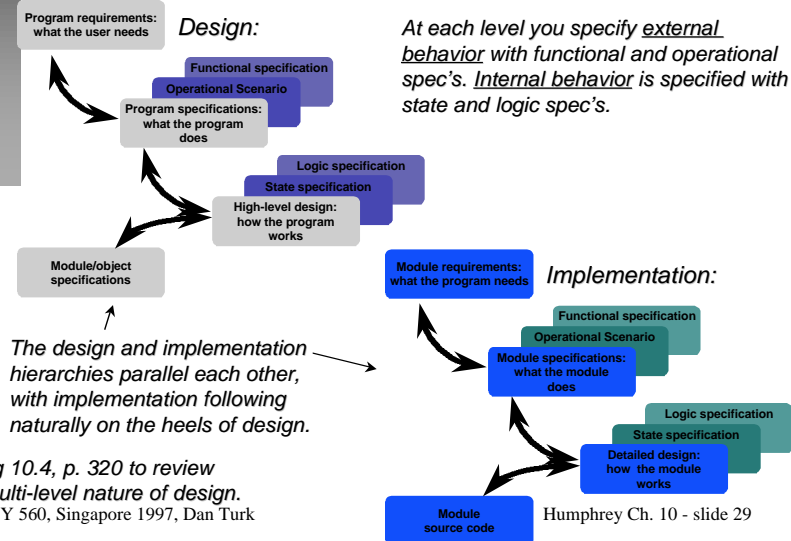 Program requirements:
what the user needs
Design:
At each level you specify external
behavior with functional and operational
spec's. Internal behavior is specified with
state and logic spec's.
Functional specification
Operational Scenario
Program specifications:
what the program
does
Logic specification
State specification
High-level design:
how the program
works
Module/object
specifications
Module requirements:
what the program needs
Implementation:
Functional specification
Operational Scenario
Module specifications:
what the module
does
The design and implementation
hierarchies parallel each other,
with implementation following
naturally on the heels of design.
Logic specification
State specification
Detailed design:
how the module
works
10.4, p. 320 to review
nature of design.
Y 560, Singapore 1997, Dan Turk
Module
source code
Humphrey Ch. 10 - slide 29